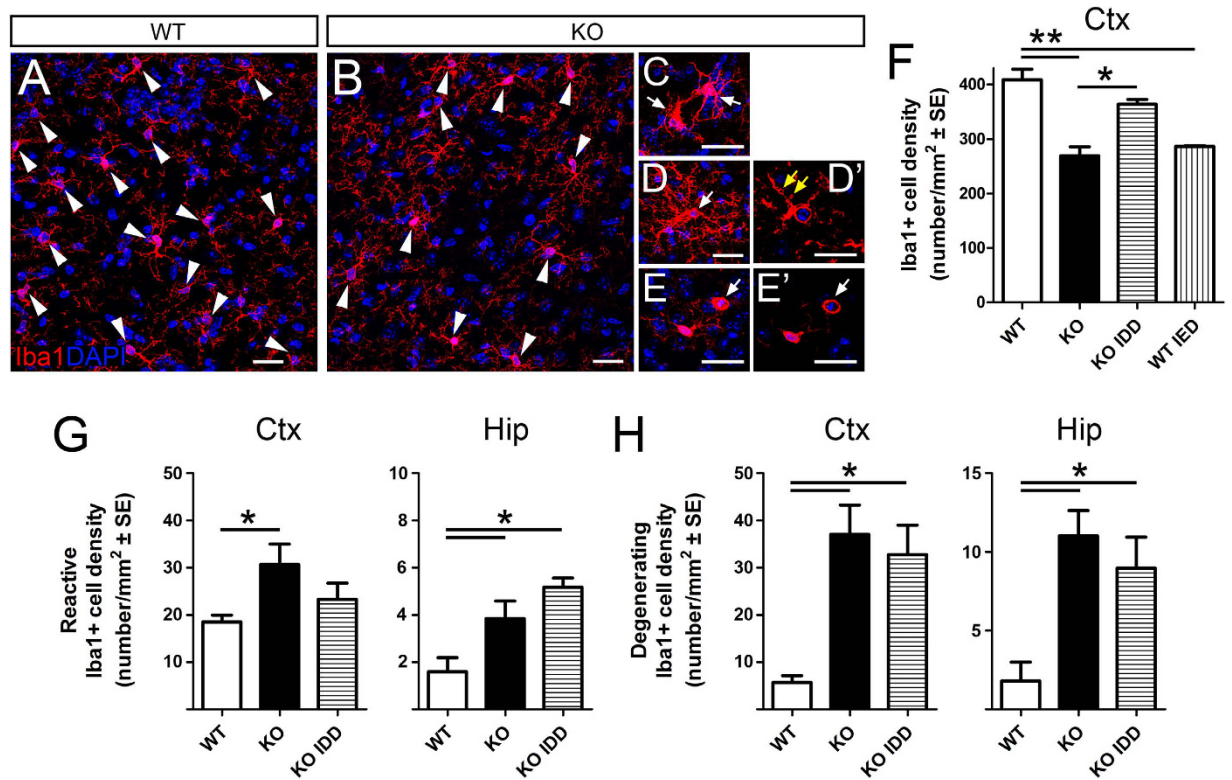 WT
KO
A
B
C
D
D'
E
E'
Iba1DAPI
F
Ctx
**
*
Iba1+ cell density
(number/mm² ± SE)
400
300
200
100
0
WT
KO
KO IDD
WT IED
G
Ctx
Reactive
Iba1+ cell density
(number/mm² ± SE)
50
40
30
20
10
*
WT
KO
KO IDD
Hip
10
8
6
4
2
*
WT
KO
KO IDD
H
Ctx
Degenerating
Iba1+ cell density
(number/mm² ± SE)
50
40
30
20
10
*
WT
KO
KO IDD
Hip
15
10
5
*
WT
KO
KO IDD